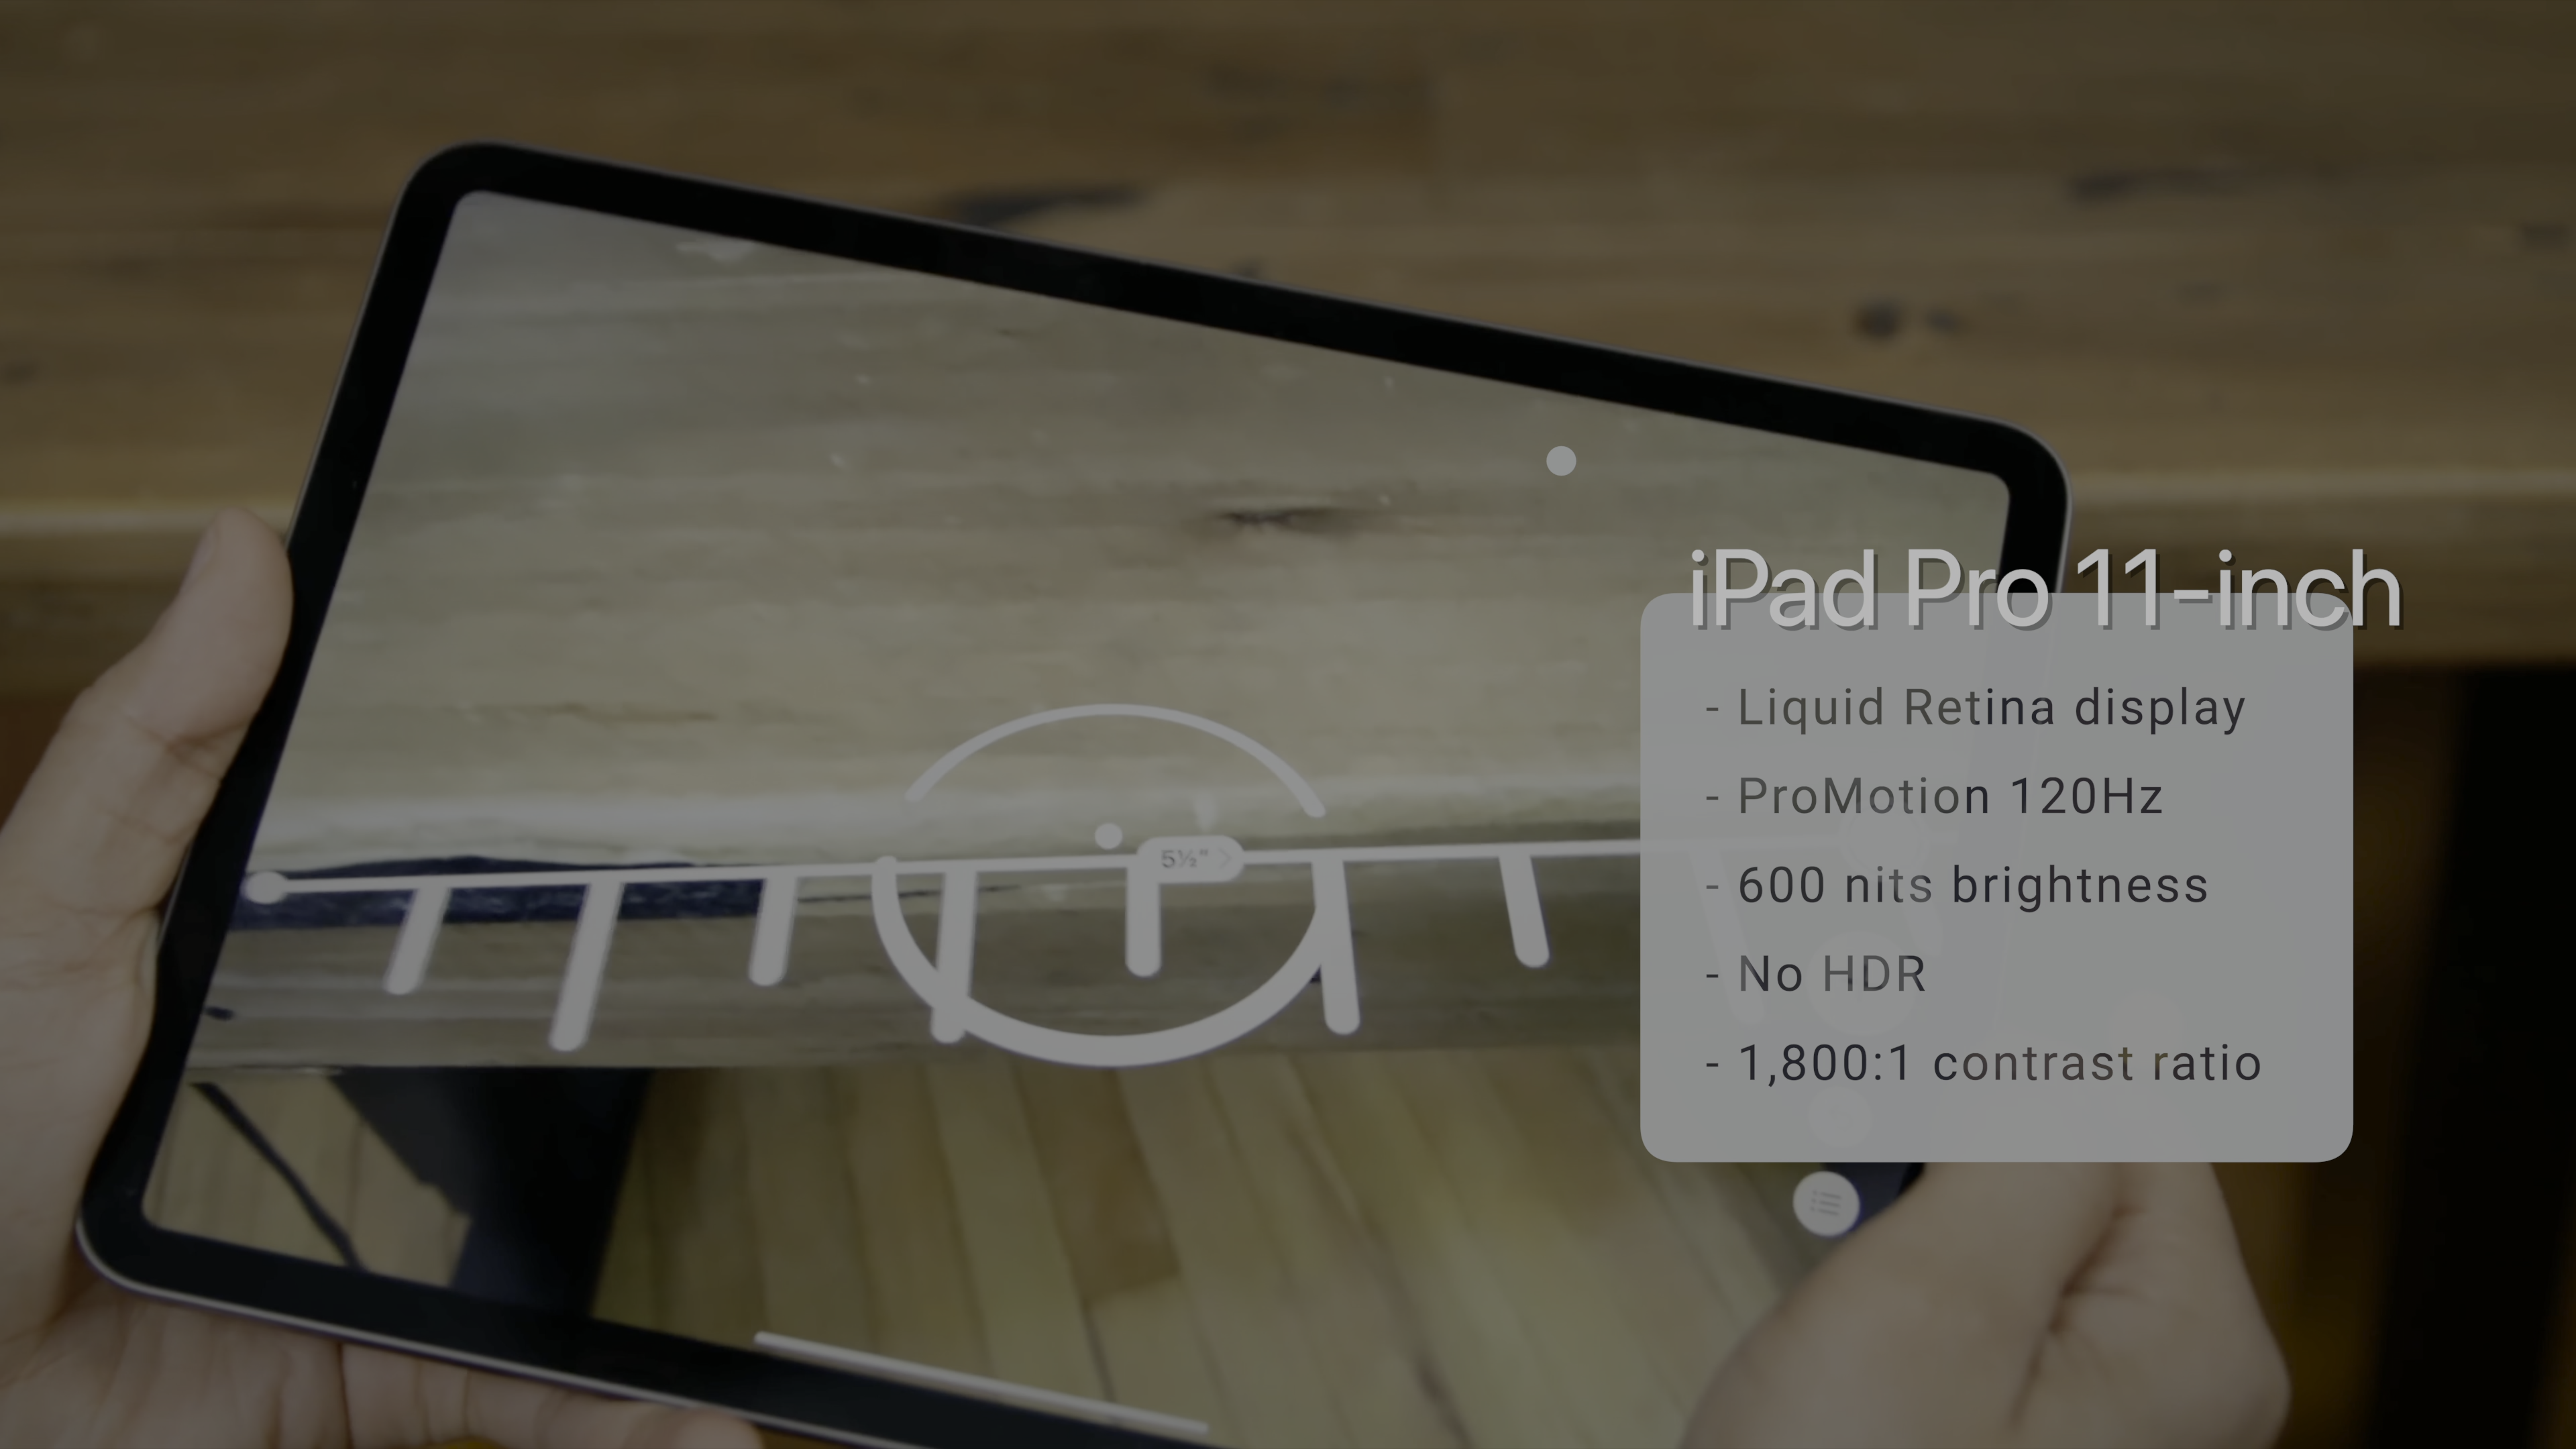 iPad Pro 11-inch
- Liquid Retina display
- ProMotion 120Hz
- 600 nits brightness
- No HDR
- 1,800:1 contrast ratio
5½"